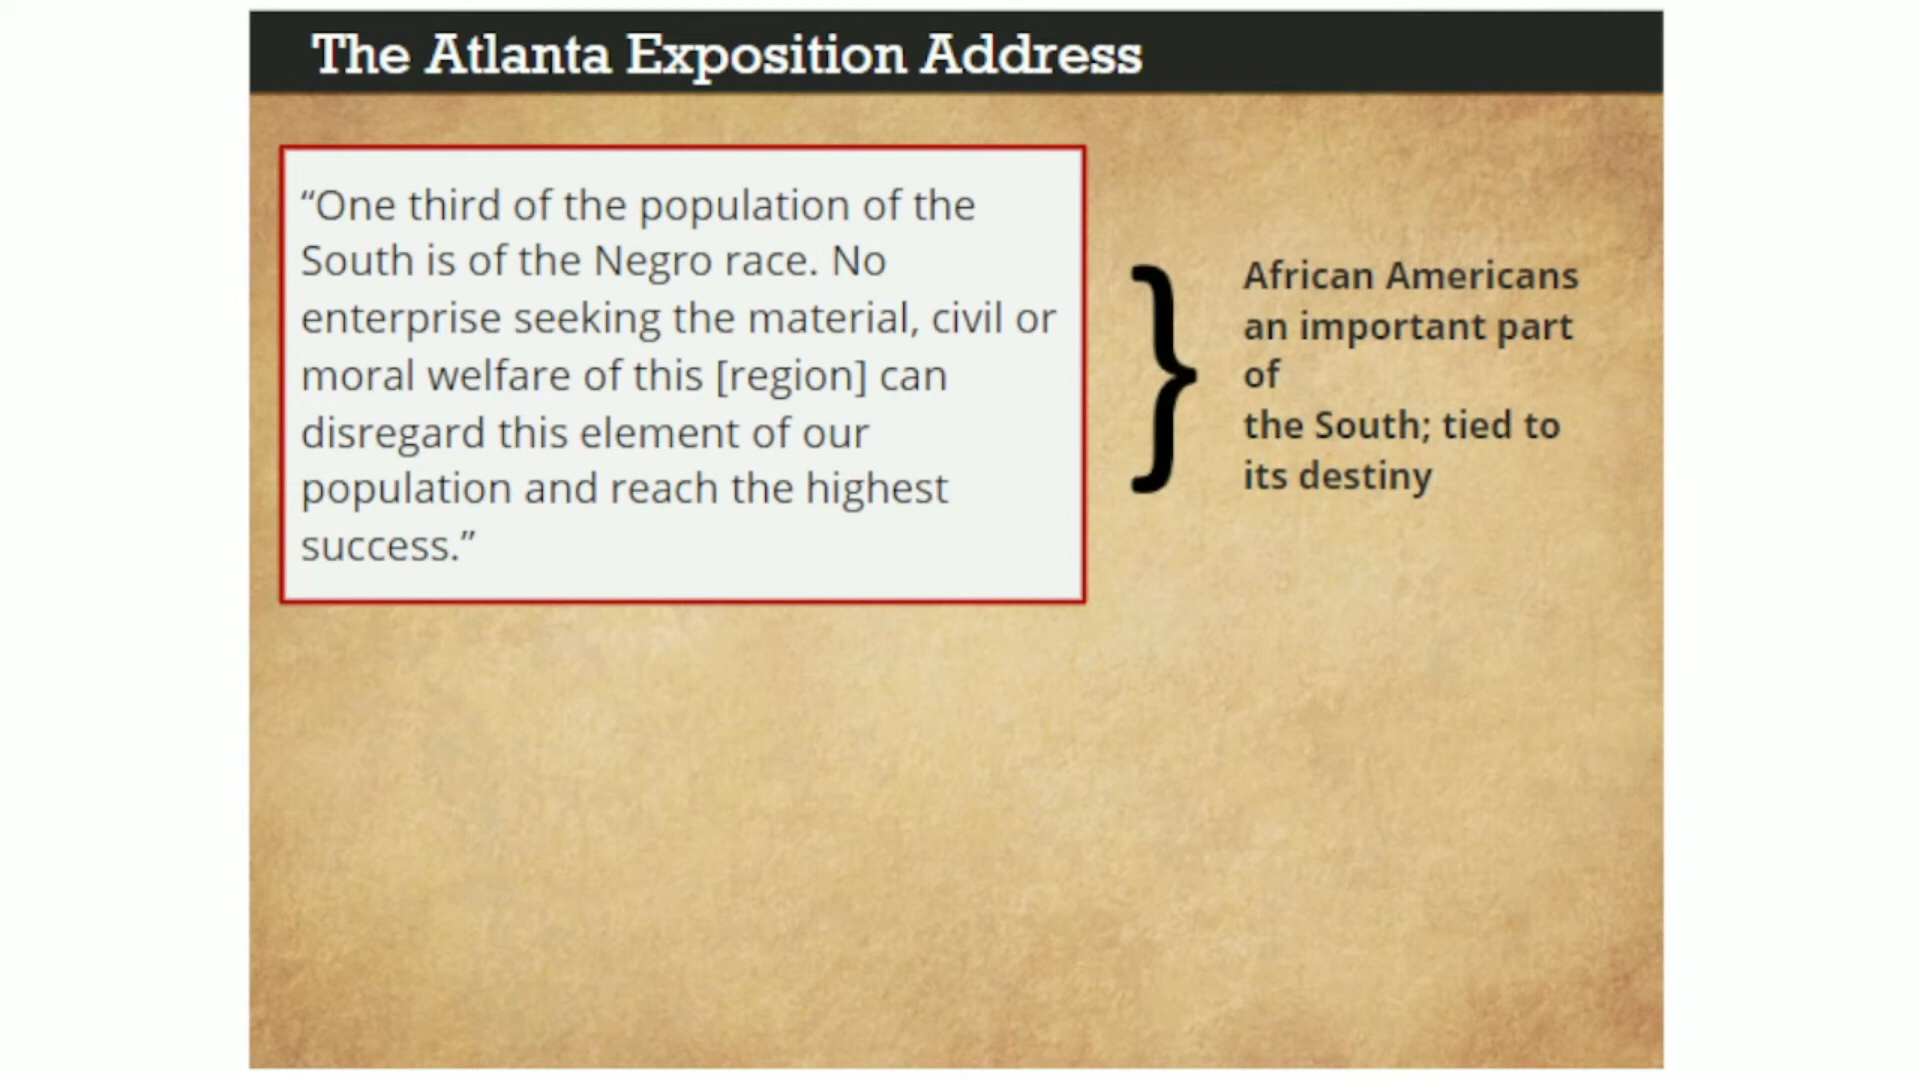 The Atlanta Exposition Address
“One third of the population of the
South is of the Negro race. No
enterprise seeking the material, civil or
moral welfare of this [region] can
disregard this element of our
population and reach the highest
success.”
African Americans
an important part
of
the South; tied to
its destiny